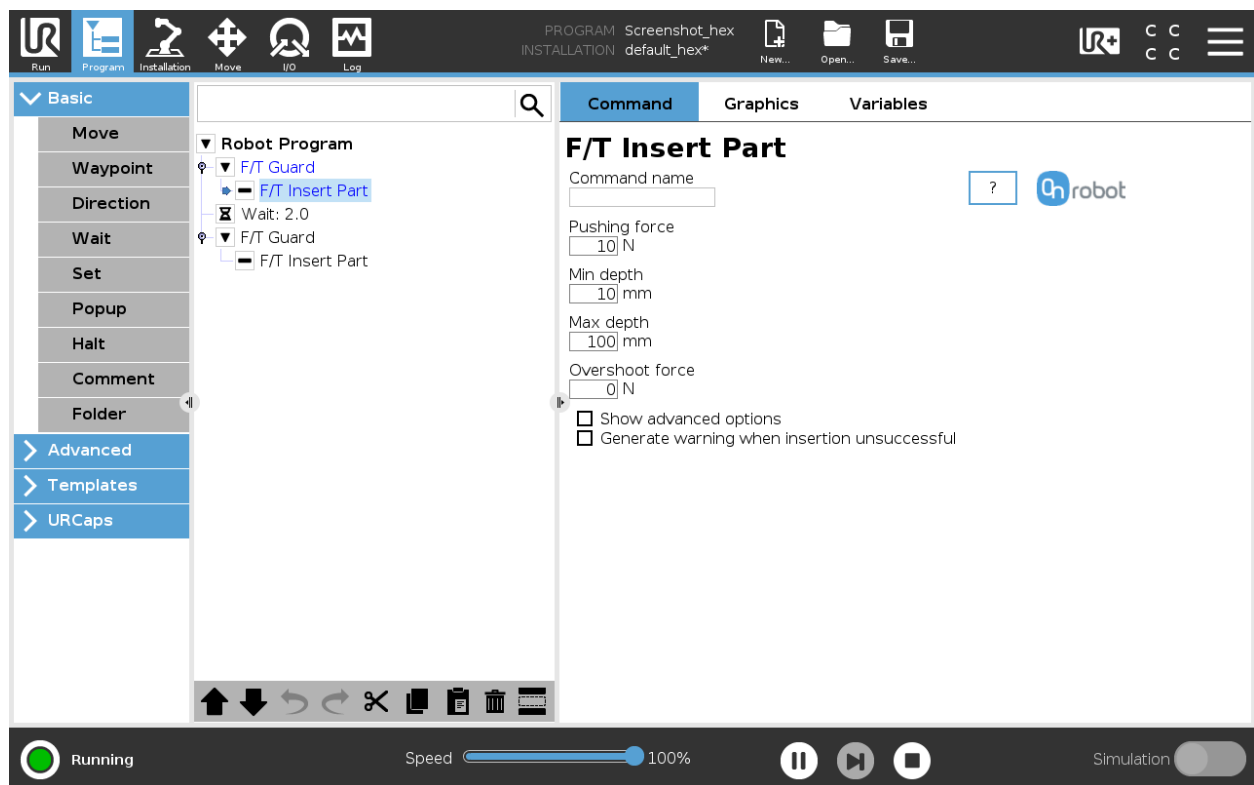 PROGRAM Screenshot_hex
INSTALLATION default_hex*
Run
Program
Installation
Move
I/O
Log
New...
Open...
Save...
UR+
C C
C C
Basic
Move
Waypoint
Direction
Wait
Set
Popup
Halt
Comment
Folder
Advanced
Templates
URCaps
Robot Program
F/T Guard
F/T Insert Part
Wait: 2.0
F/T Guard
F/T Insert Part
Command Graphics Variables
F/T Insert Part
Command name
? On robot
Pushing force
10 N
Min depth
10 mm
Max depth
100 mm
Overshoot force
0 N
Show advanced options
Generate warning when insertion unsuccessful
Running
Speed 100%
Simulation